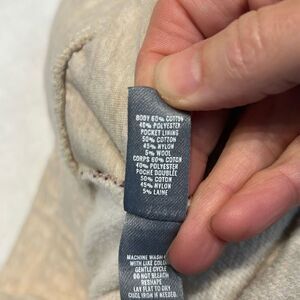 BODY 60% COTTON
40% POLYESTER
POCKET LINING
50% COTTON
45% NYLON
5% WOOL
CORPS 60% COTON
40% POLYESTER
POCHE DOUBLÉE
50% COTON
45% NYLON
5% LAINE
MACHINE WASH
WITH LIKE COLO
GENTLE CYCLE
DO NOT BLEACH
RESHAPE
LAY FLAT TO DRY
COOL IRON IF NEEDED.